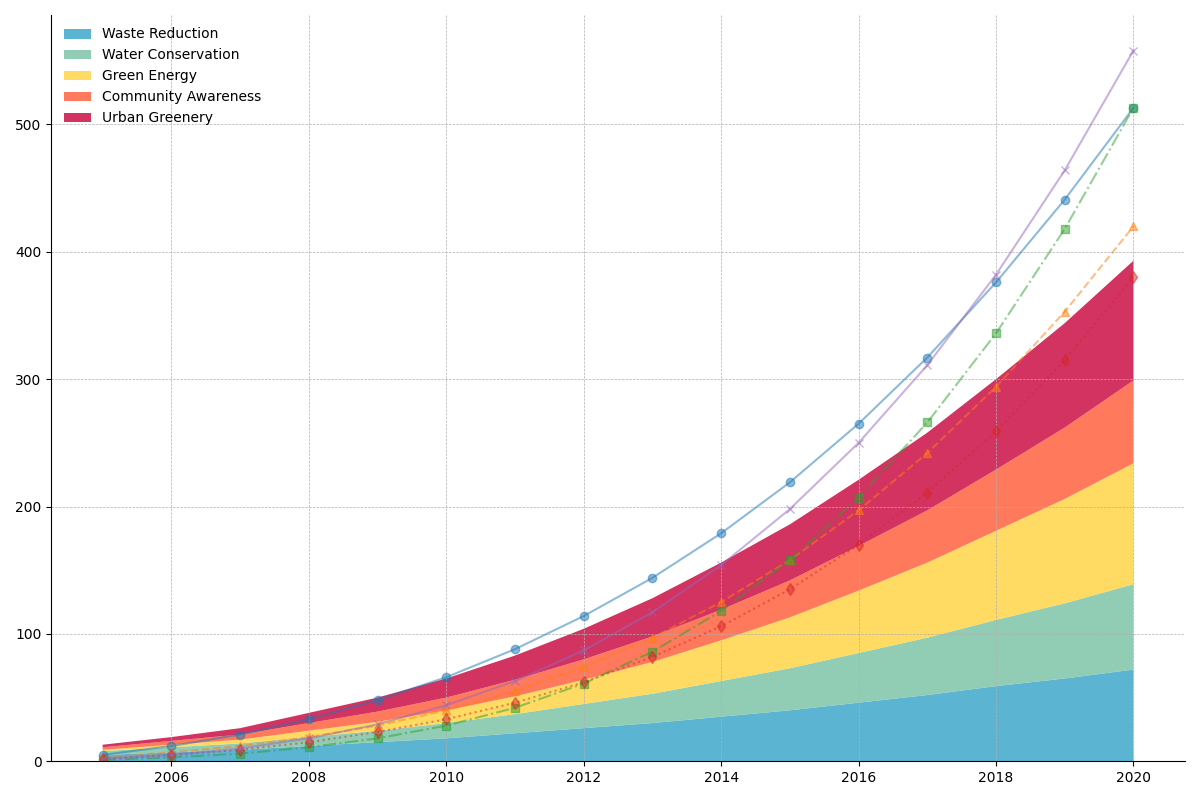 Waste Reduction
Water Conservation
Green Energy
Community Awareness
Urban Greenery
500
400
300
200
100
0
2006 2008 2010 2012 2014 2016 2018 2020